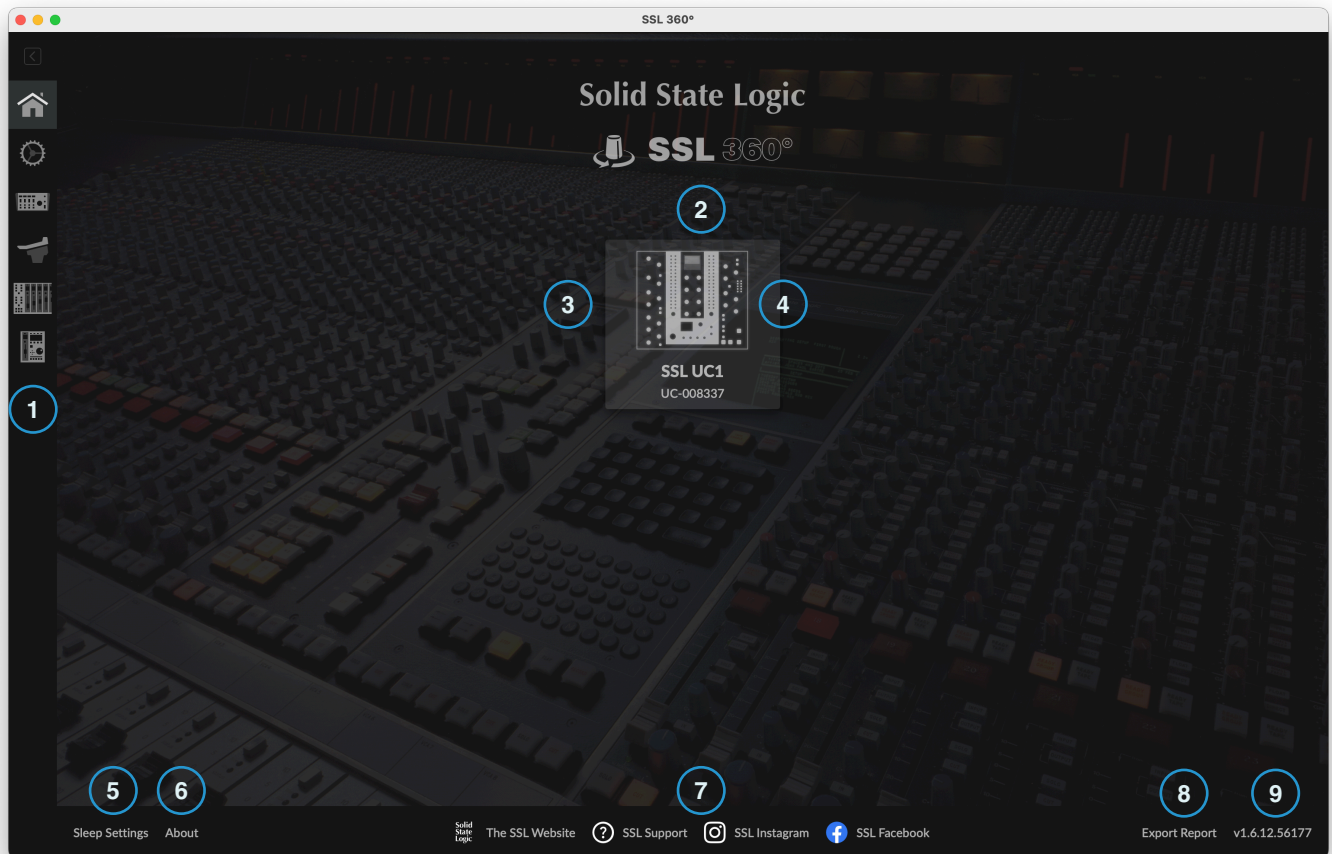 SSL 360°
Solid State Logic
SSL 360°
2
3
4
SSL UC1
UC-008337
1
5
6
7
8
9
Sleep Settings
About
Solid State Logic
The SSL Website
? SSL Support
SSL Instagram
f SSL Facebook
Export Report
v1.6.12.56177